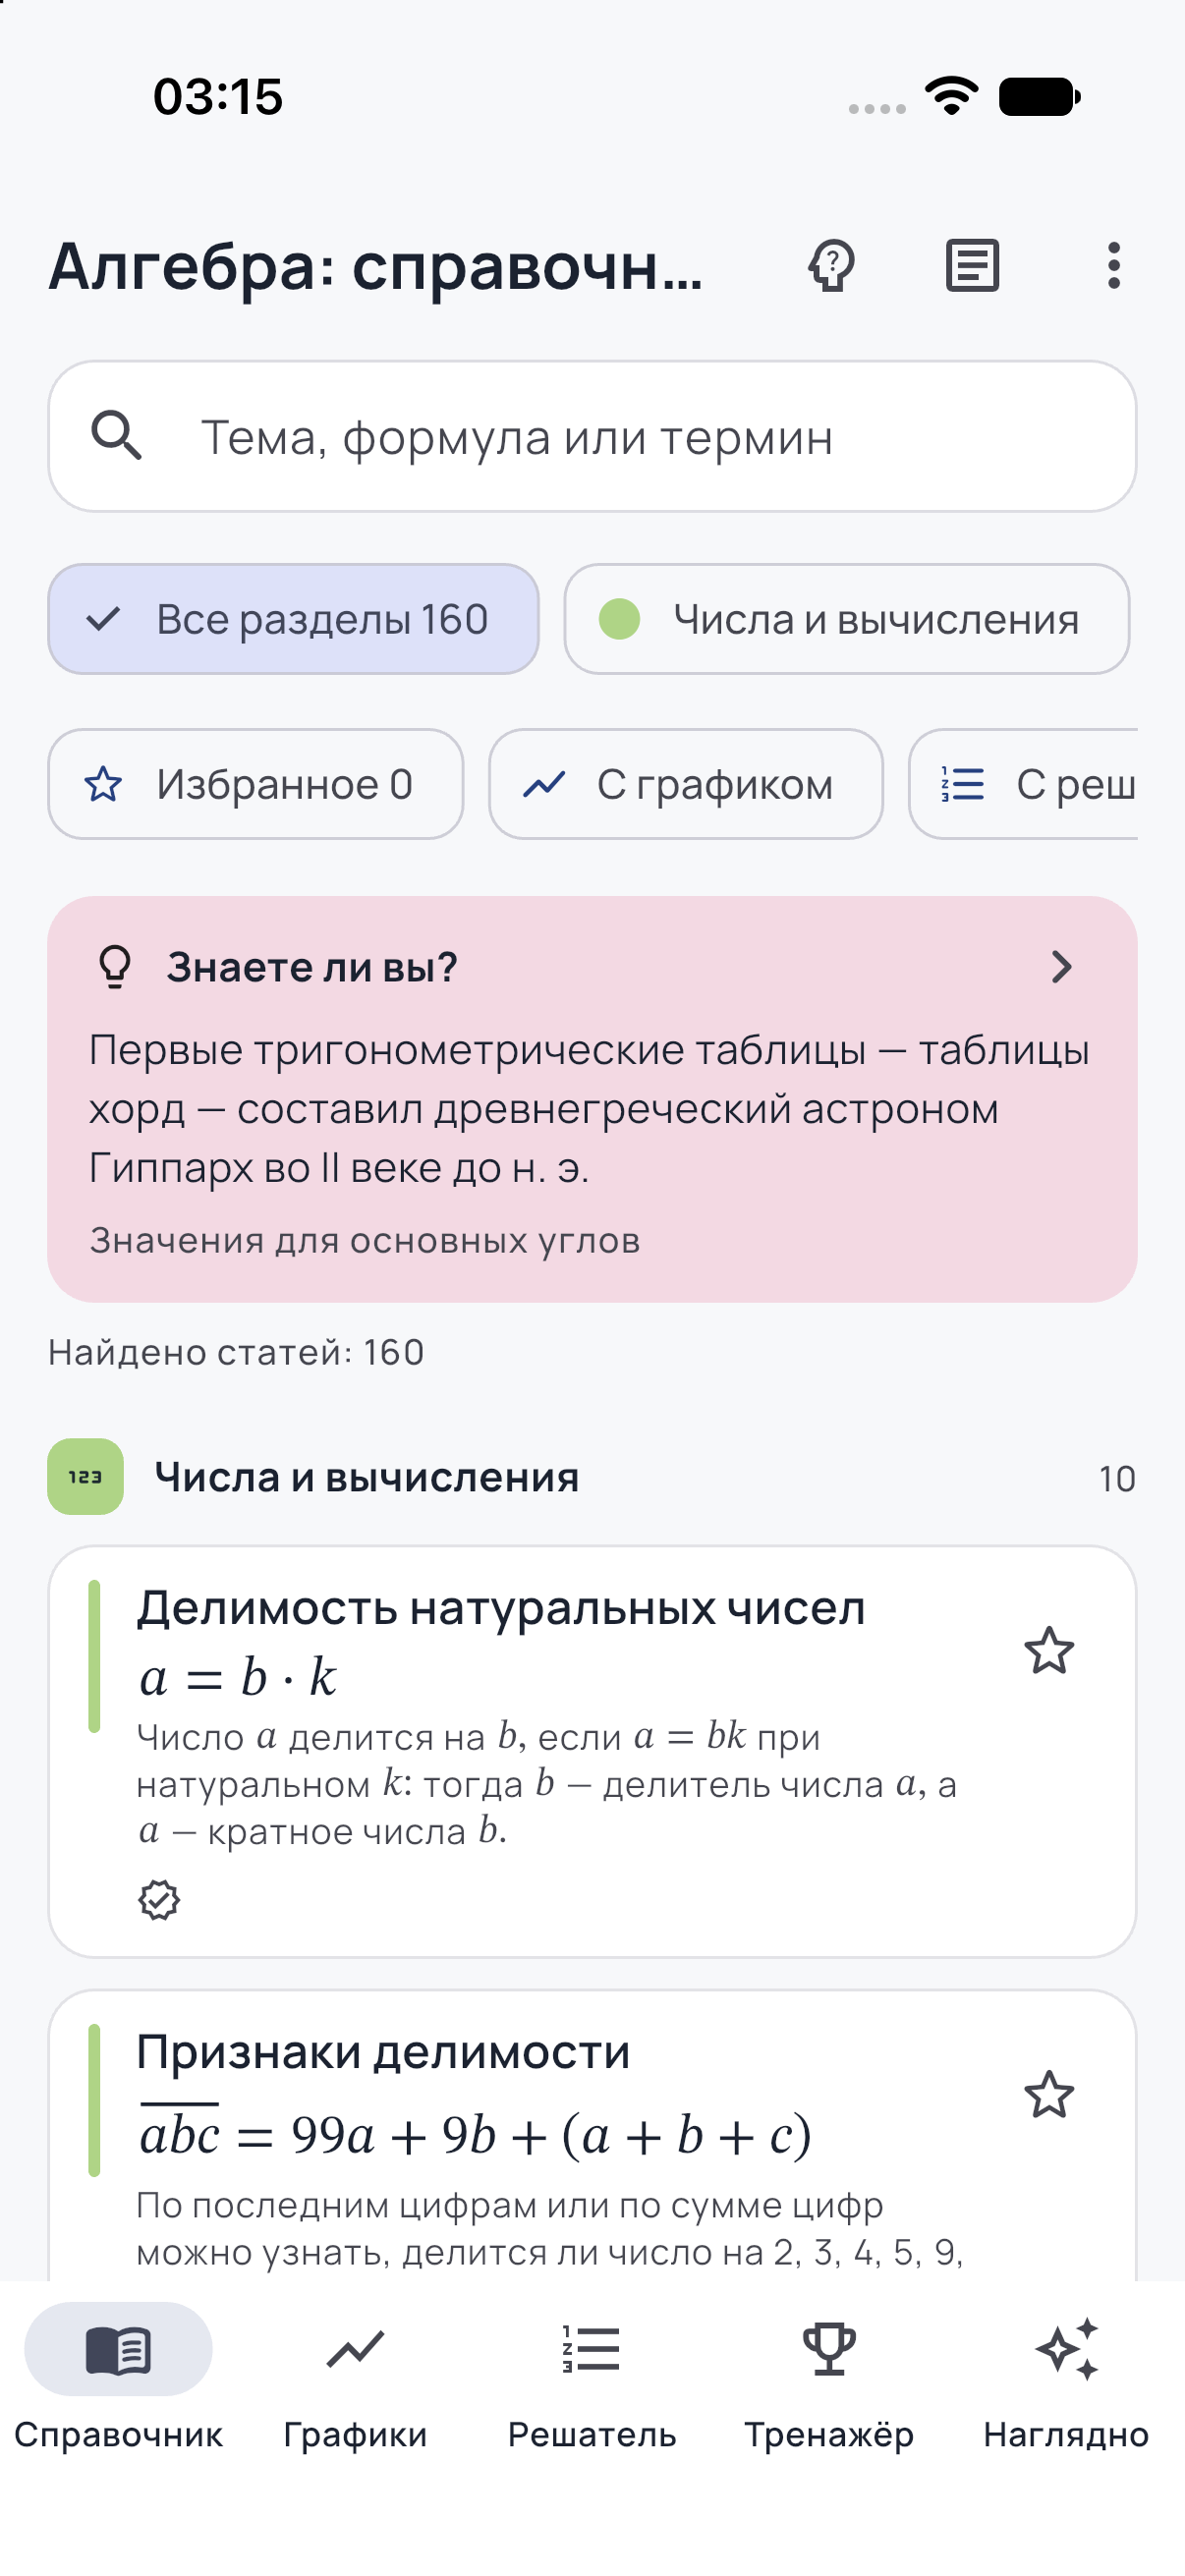 03:15
Алгебра: справочн...
Тема, формула или термин
Все разделы 160
Числа и вычисления
Избранное 0
С графиком
С реш
Знаете ли вы?
Первые тригонометрические таблицы — таблицы
хорд — составил древнегреческий астроном
Гиппарх во II веке до н. э.
Значения для основных углов
Найдено статей: 160
123
Числа и вычисления
10
Делимость натуральных чисел
a = b · k
Число a делится на b, если a = bk при
натуральном k: тогда b — делитель числа a, а
a — кратное числа b.
Признаки делимости
a̅b̅c̅ = 99a + 9b + (a + b + c)
По последним цифрам или по сумме цифр
можно узнать, делится ли число на 2, 3, 4, 5, 9,
Справочник
Графики
Решатель
Тренажёр
Наглядно